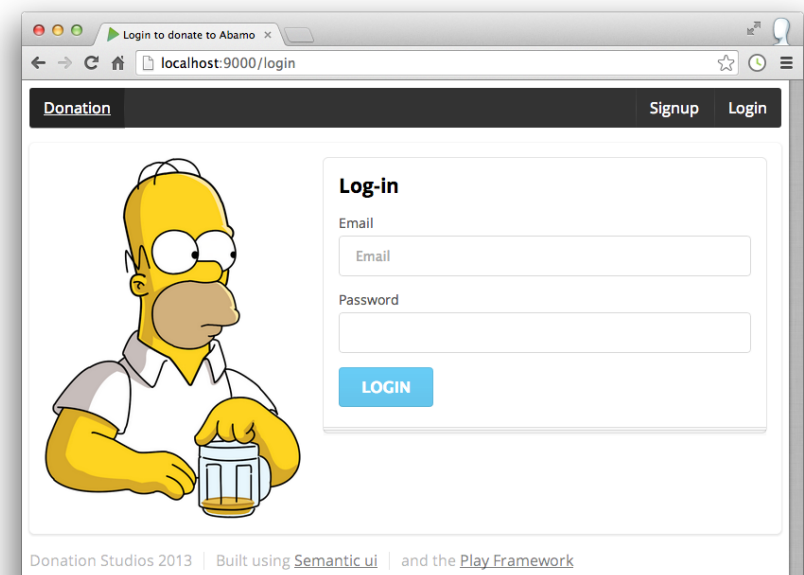 Login to donate to Abamo
localhost:9000/login
Donation Signup Login
Log-in
Email
Email
Password
LOGIN
Donation Studios 2013 Built using Semantic ui and the Play Framework